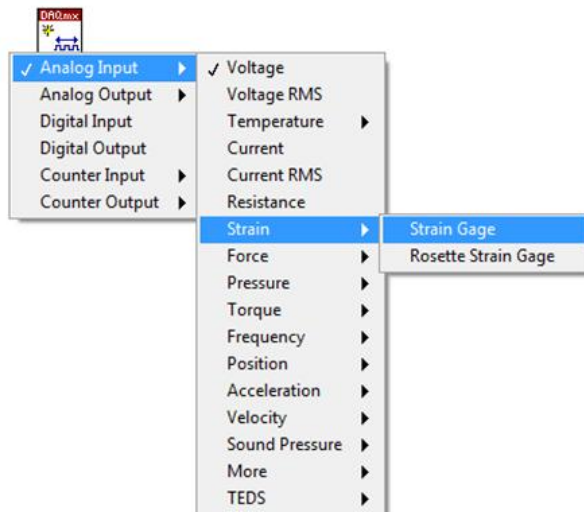 DAQmx
✓ Analog Input
Analog Output
Digital Input
Digital Output
Counter Input
Counter Output
✓ Voltage
Voltage RMS
Temperature
Current
Current RMS
Resistance
Strain
Force
Pressure
Torque
Frequency
Position
Acceleration
Velocity
Sound Pressure
More
TEDS
Strain Gage
Rosette Strain Gage